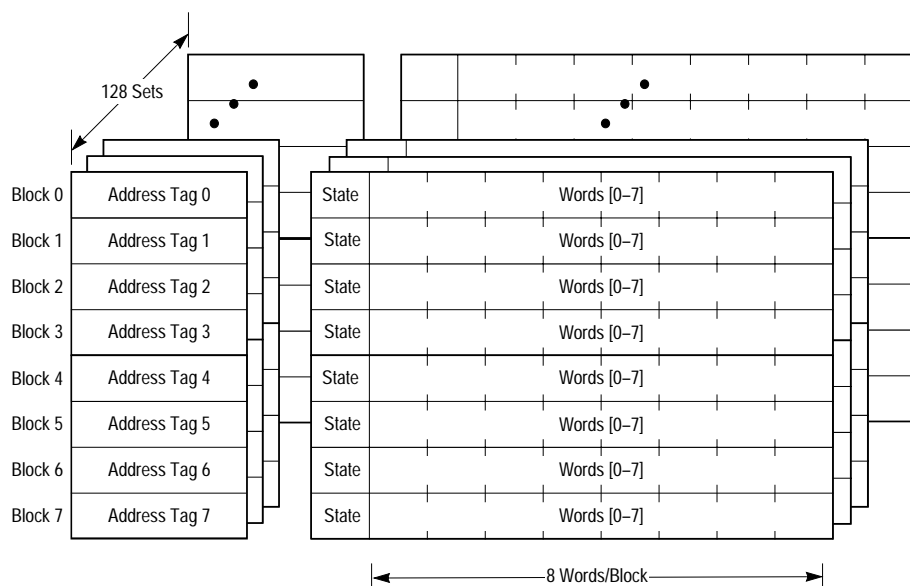 128 Sets
Block 0 Address Tag 0 State Words [0–7]
Block 1 Address Tag 1 State Words [0–7]
Block 2 Address Tag 2 State Words [0–7]
Block 3 Address Tag 3 State Words [0–7]
Block 4 Address Tag 4 State Words [0–7]
Block 5 Address Tag 5 State Words [0–7]
Block 6 Address Tag 6 State Words [0–7]
Block 7 Address Tag 7 State Words [0–7]
8 Words/Block